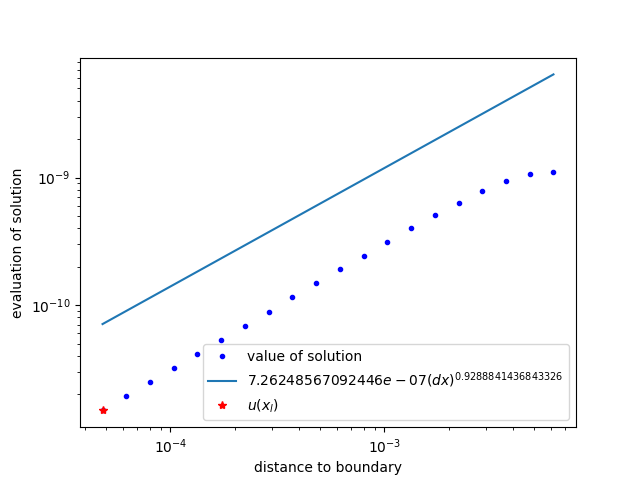 10⁻⁹
10⁻¹⁰
evaluation of solution
value of solution
7.26248567092446e − 07(dx)^0.9288841436843326
u(x_l)
10⁻⁴
10⁻³
distance to boundary